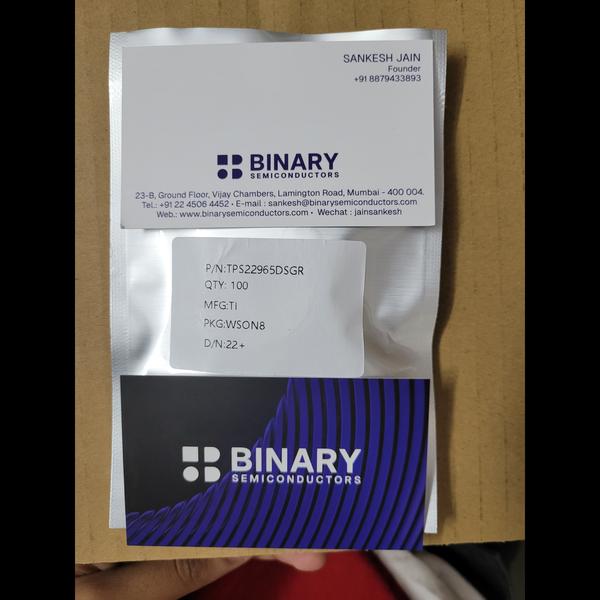 SANKESH JAIN
Founder
+91 8879433893
BINARY
SEMICONDUCTORS
23-B, Ground Floor, Vijay Chambers, Lamington Road, Mumbai - 400 004.
Tel.: +91 22 4506 4452 • E-mail : sankesh@binarysemiconductors.com
Web.: www.binarysemiconductors.com • Wechat : jainsankesh
P/N:TPS22965DSGR
QTY: 100
MFG:TI
PKG:WSON8
D/N:22+
BINARY
SEMICONDUCTORS